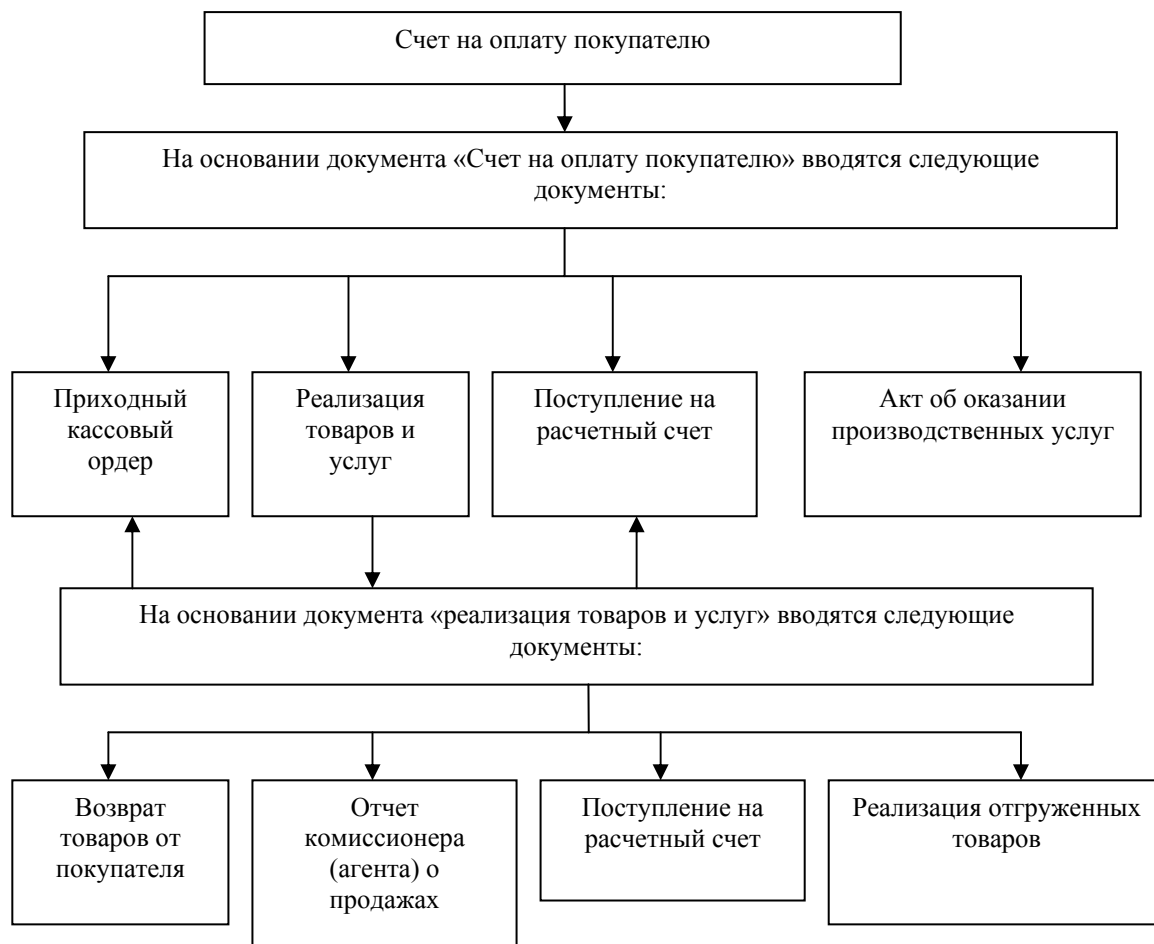 Счет на оплату покупателю
На основании документа «Счет на оплату покупателю» вводятся следующие
документы:
Приходный
кассовый
ордер
Реализация
товаров и
услуг
Поступление на
расчетный счет
Акт об оказании
производственных услуг
На основании документа «реализация товаров и услуг» вводятся следующие
документы:
Возврат
товаров от
покупателя
Отчет
комиссионера
(агента) о
продажах
Поступление на
расчетный счет
Реализация отгруженных
товаров